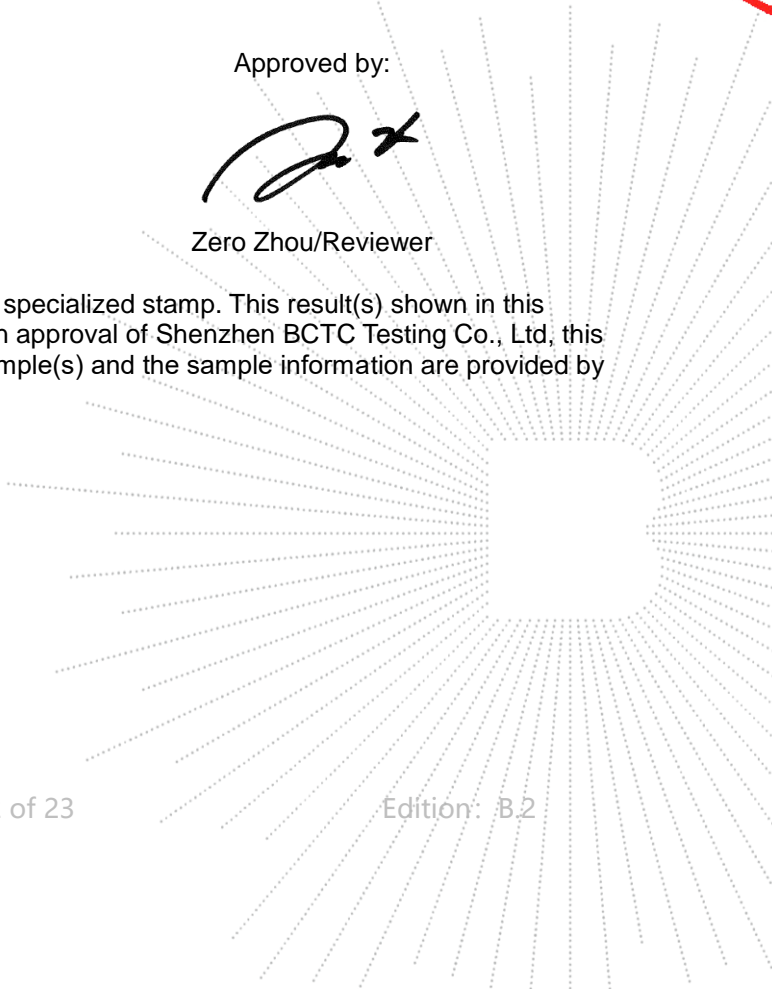 Approved by:
Zero Zhou/Reviewer
specialized stamp. This result(s) shown in this
approval of Shenzhen BCTC Testing Co., Ltd, this
and the sample information are provided by
of 23
Edition: B.2